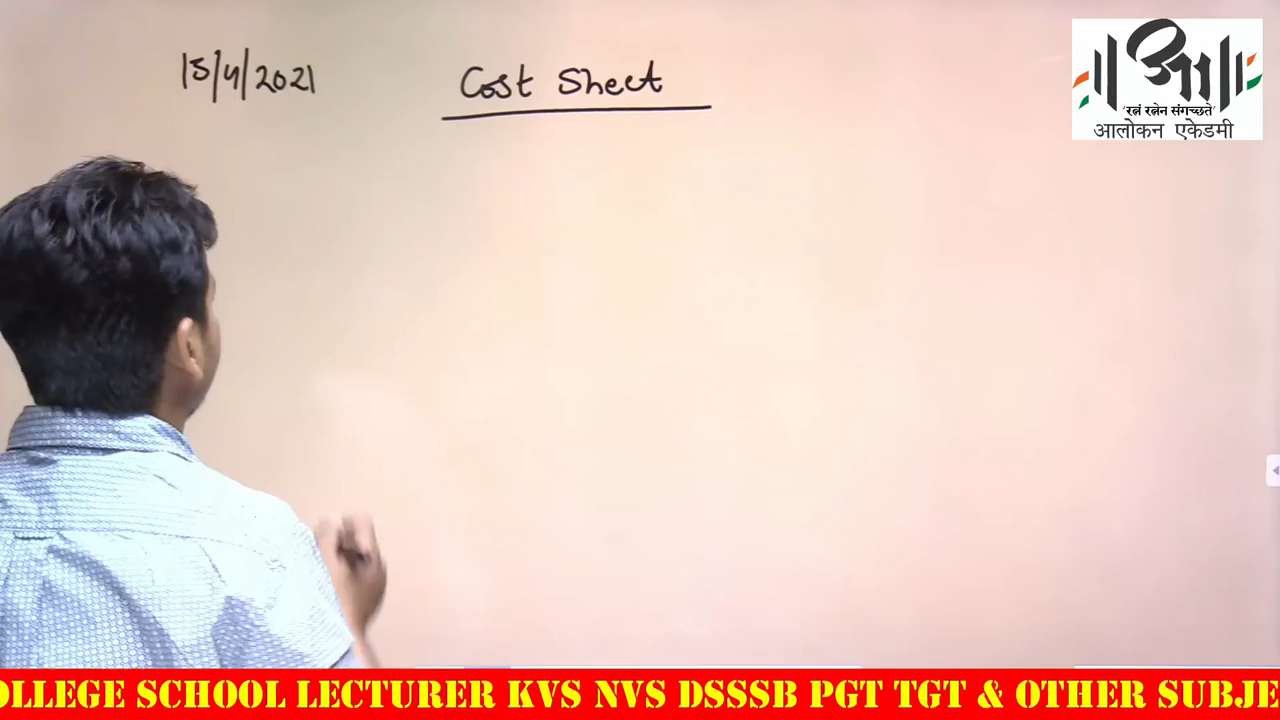 15/4/2021
Cost Sheet
'रत्नं रत्नेन संगच्छते'
आलोकन एकेडमी
OLLEGE SCHOOL LECTURER KVS NVS DSSSB PGT TGT & OTHER SUBJE